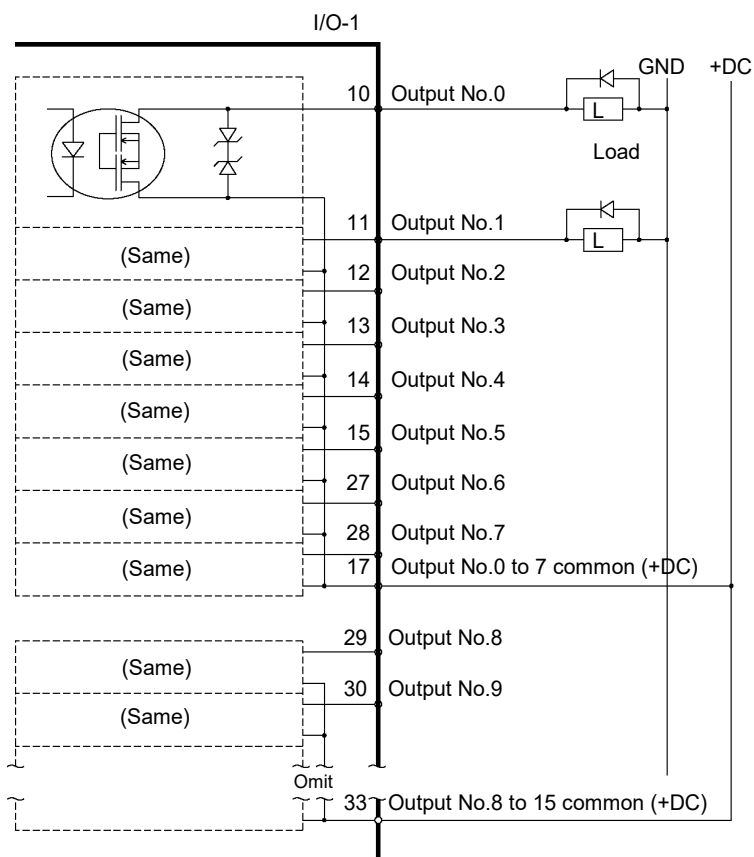 I/O-1
GND +DC
10 Output No.0
L
Load
11 Output No.1
L
(Same)
12 Output No.2
(Same)
13 Output No.3
(Same)
14 Output No.4
(Same)
15 Output No.5
(Same)
27 Output No.6
(Same)
28 Output No.7
(Same)
17 Output No.0 to 7 common (+DC)
29 Output No.8
(Same)
30 Output No.9
(Same)
Omit
33 Output No.8 to 15 common (+DC)